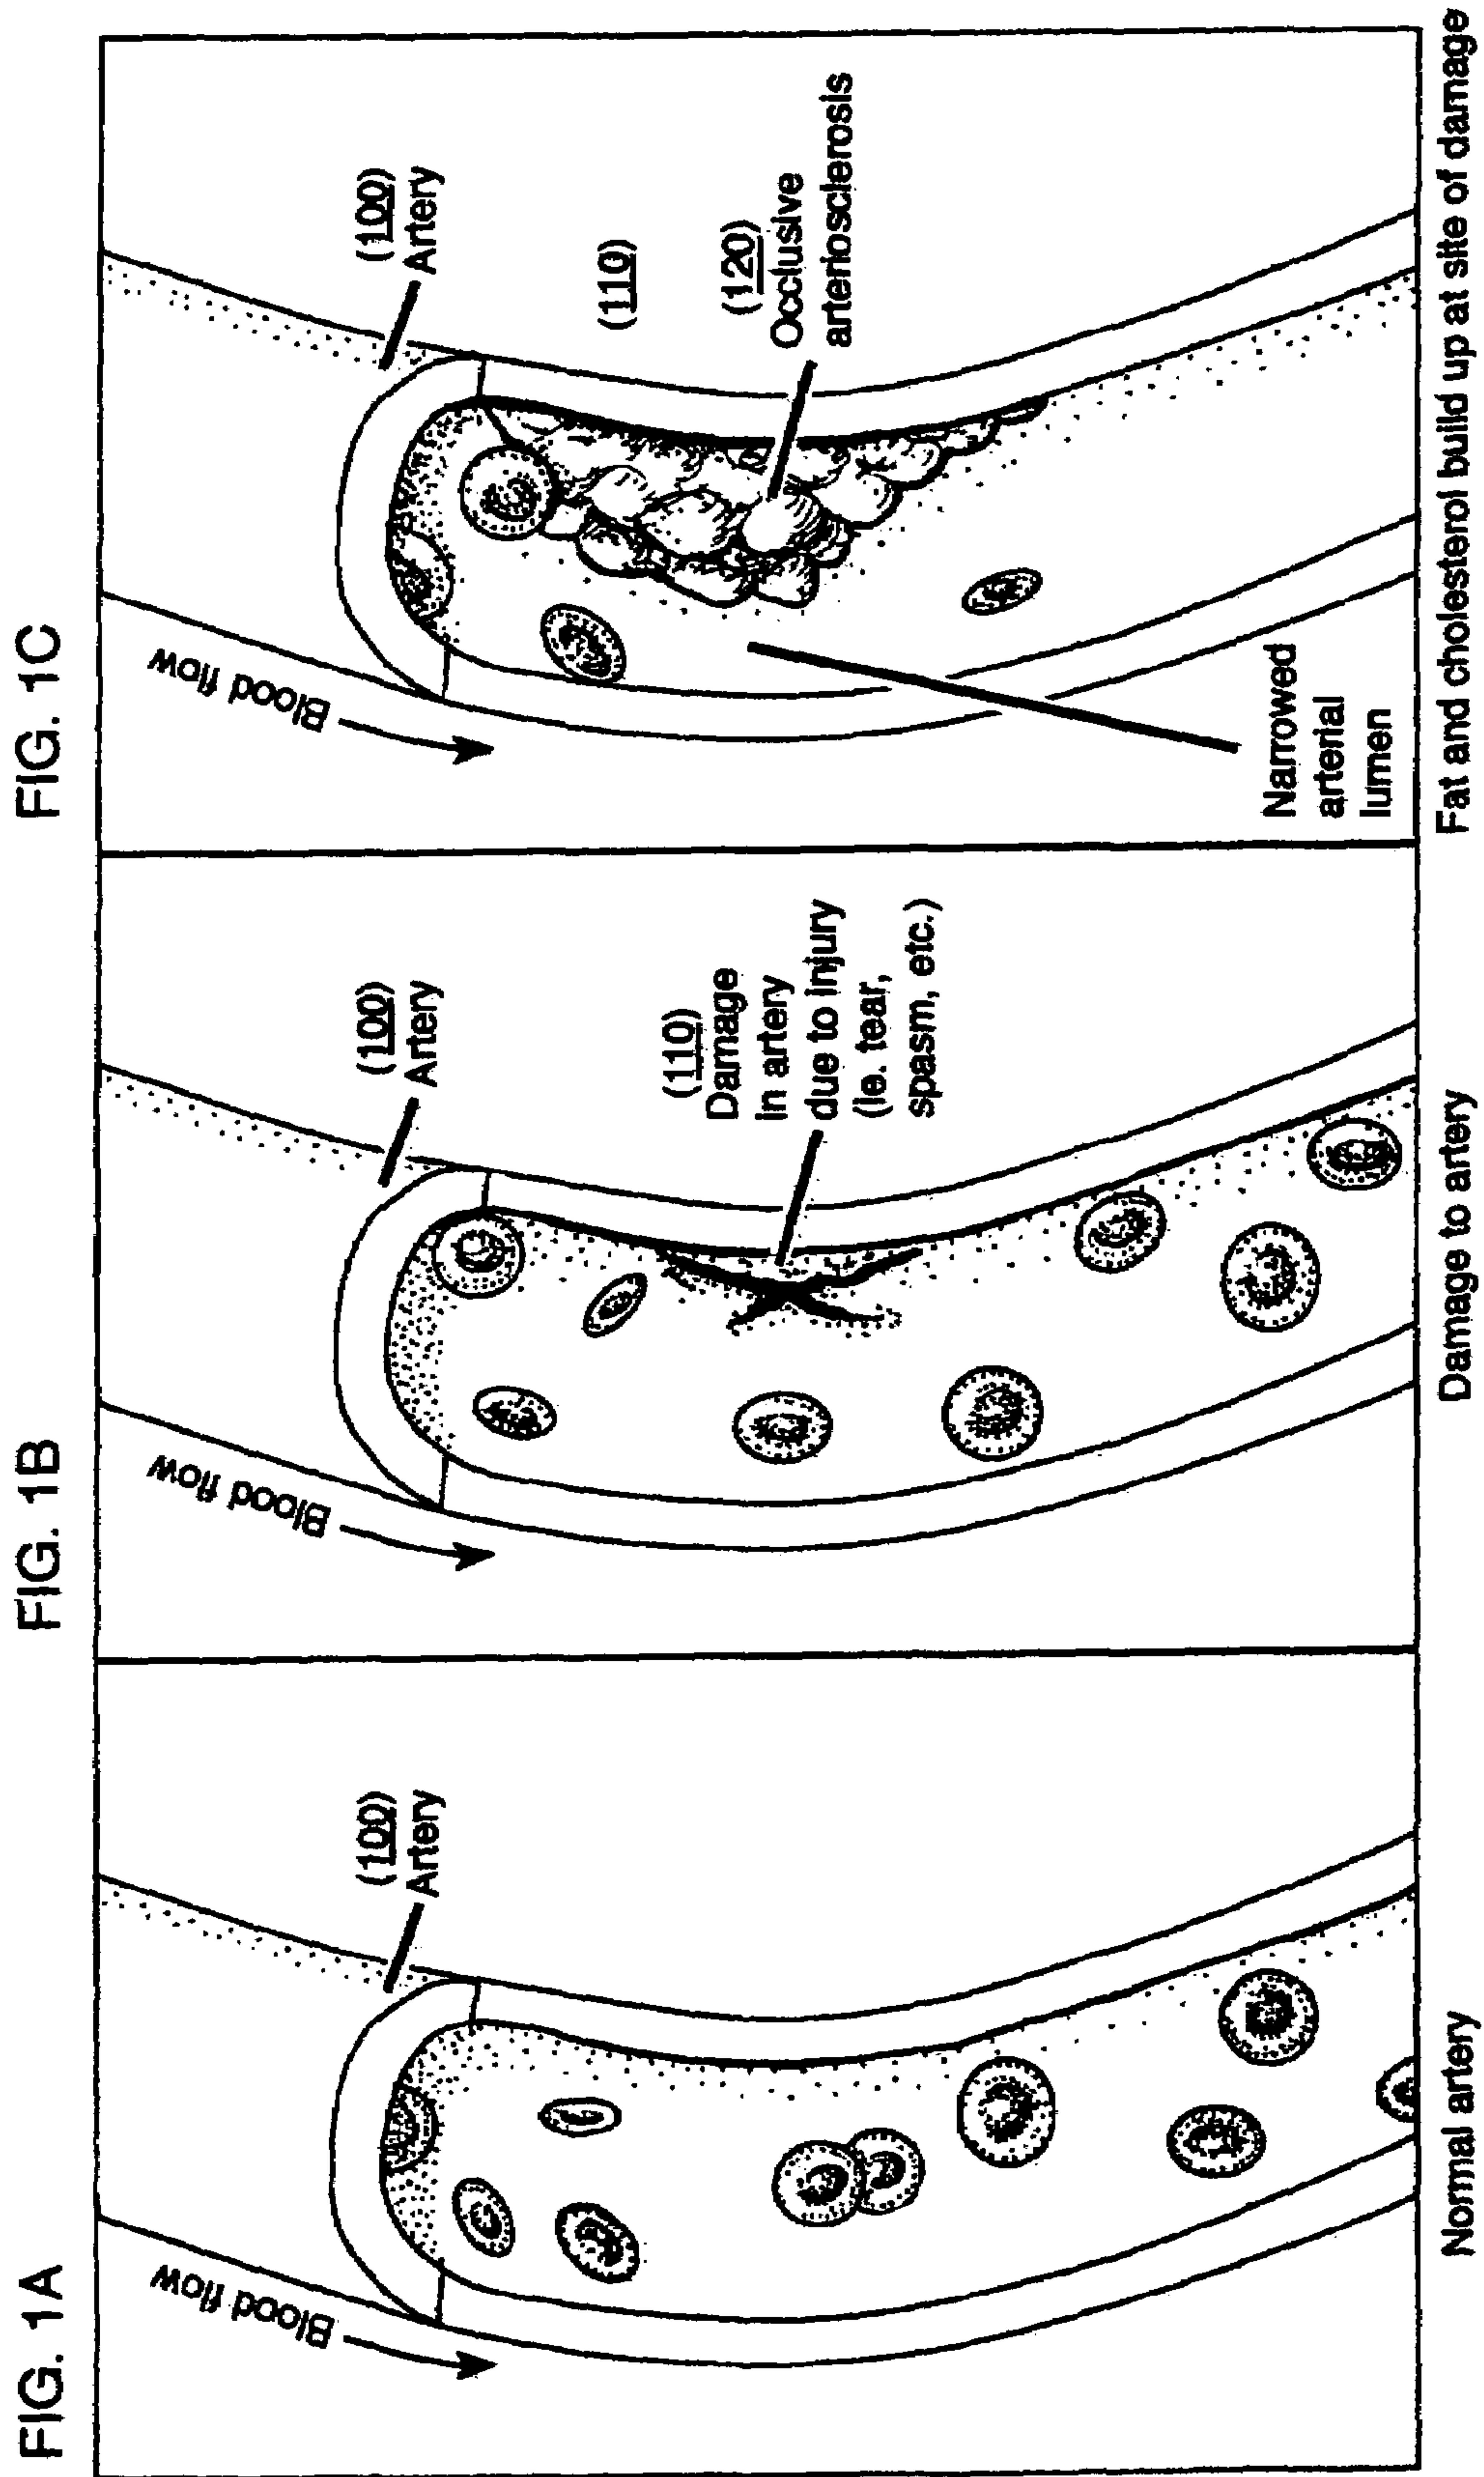 FIG. 1A
Blood flow
(100)
Artery
Normal artery
FIG. 1B
Blood flow
(100)
Artery
(110)
Damage
in artery
due to injury
(ie. tear,
spasm, etc.)
Damage to artery
FIG. 1C
Blood flow
(100)
Artery
(110)
(120)
Occlusive
arteriosclerosis
Narrowed
arterial
lumen
Fat and cholesterol build up at site of damage